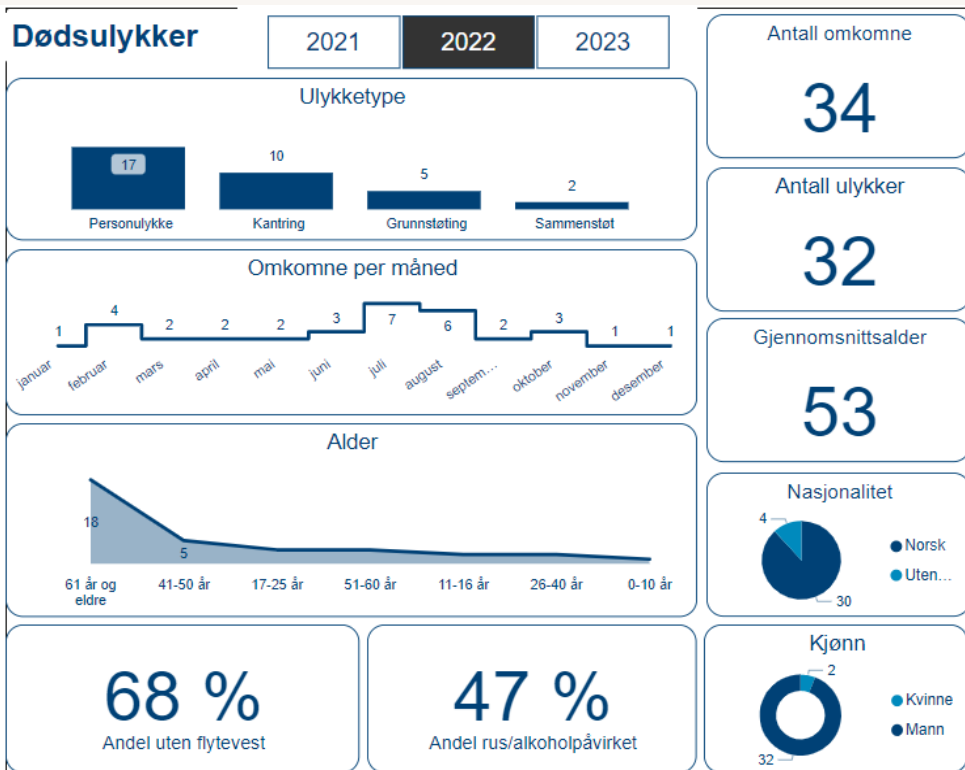 Dødsulykker
2021 2022 2023
Ulykketype
17 10 5 2
Personulykke Kantring Grunnstøting Sammenstøt
Omkomne per måned
1 4 2 2 2 3 7 6 2 3 1 1
januar februar mars april mai juni juli august septem... oktober november desember
Alder
18 5
61 år og
eldre
41-50 år 17-25 år 51-60 år 11-16 år 26-40 år 0-10 år
68 %
Andel uten flytevest
47 %
Andel rus/alkoholpåvirket
Antall omkomne
34
Antall ulykker
32
Gjennomsnittsalder
53
Nasjonalitet
4
30
Norsk
Uten...
Kjønn
2
32
Kvinne
Mann